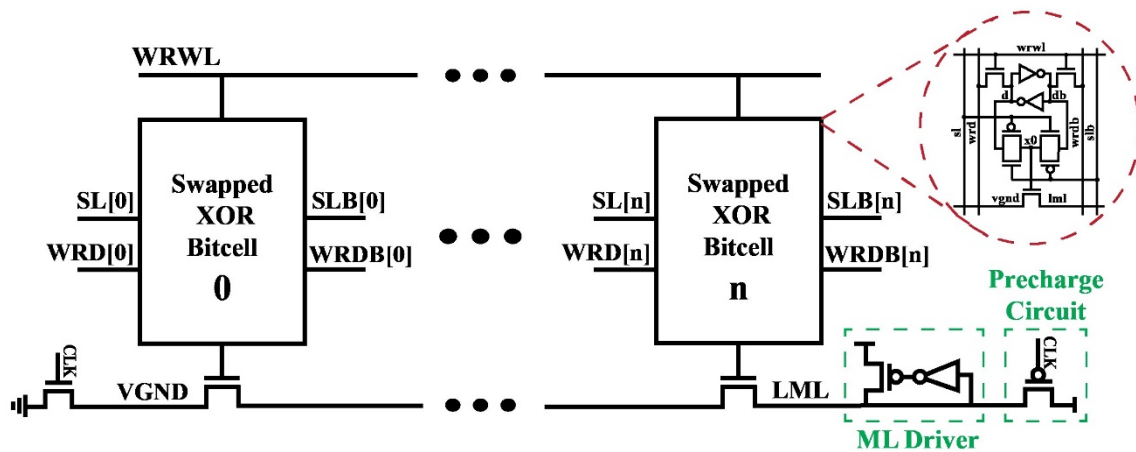 WRWL
Swapped
XOR
Bitcell
0
SL[0]
WRD[0]
SLB[0]
WRDB[0]
Swapped
XOR
Bitcell
n
SL[n]
WRD[n]
SLB[n]
WRDB[n]
wrwl
d
db
sl
wrd
x0
wrdb
slb
vgnd
lml
Precharge
Circuit
CLK
VGND
LML
CLK
ML Driver